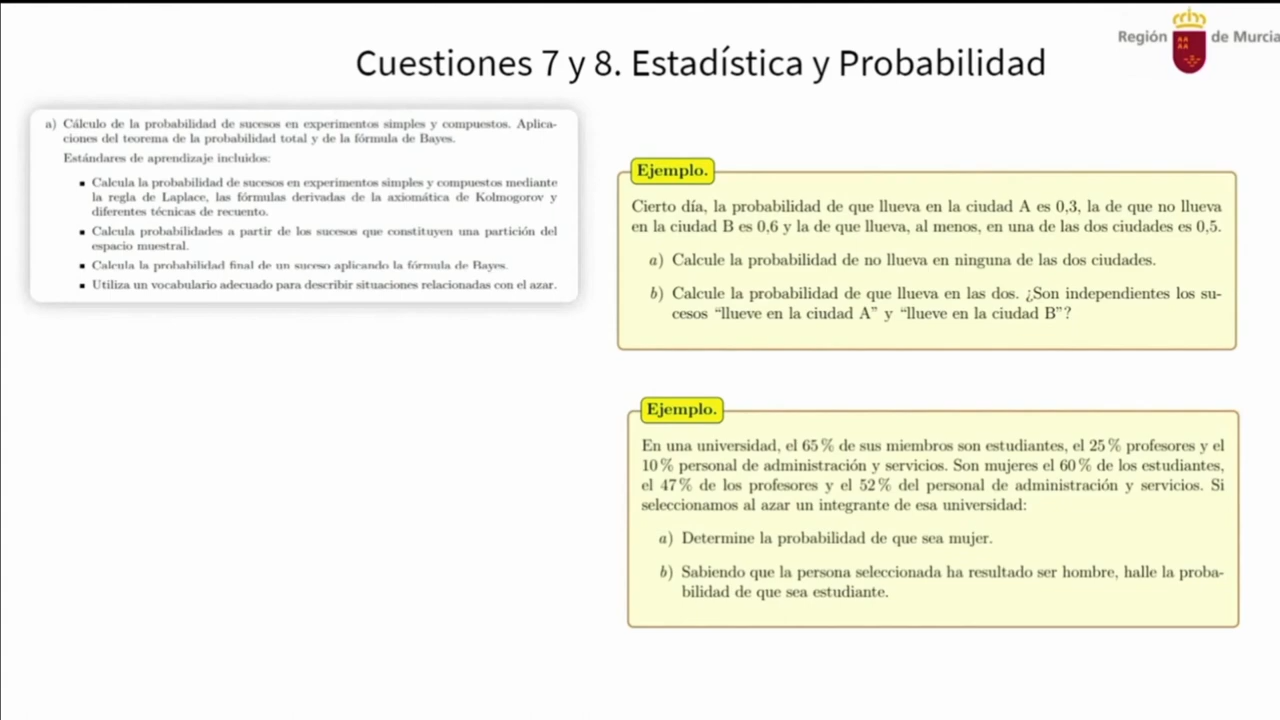 Región de Murcia
Cuestiones 7 y 8. Estadística y Probabilidad
a) Cálculo de la probabilidad de sucesos en experimentos simples y compuestos. Aplica-
ciones del teorema de la probabilidad total y de la fórmula de Bayes.
Estándares de aprendizaje incluidos:
▪ Calcula la probabilidad de sucesos en experimentos simples y compuestos mediante
la regla de Laplace, las fórmulas derivadas de la axiomática de Kolmogorov y
diferentes técnicas de recuento.
▪ Calcula probabilidades a partir de los sucesos que constituyen una partición del
espacio muestral.
▪ Calcula la probabilidad final de un suceso aplicando la fórmula de Bayes.
▪ Utiliza un vocabulario adecuado para describir situaciones relacionadas con el azar.
Ejemplo.
Cierto día, la probabilidad de que llueva en la ciudad A es 0,3, la de que no llueva
en la ciudad B es 0,6 y la de que llueva, al menos, en una de las dos ciudades es 0,5.
a) Calcule la probabilidad de no llueva en ninguna de las dos ciudades.
b) Calcule la probabilidad de que llueva en las dos. ¿Son independientes los su-
cesos “llueve en la ciudad A” y “llueve en la ciudad B”?
Ejemplo.
En una universidad, el 65 % de sus miembros son estudiantes, el 25 % profesores y el
10 % personal de administración y servicios. Son mujeres el 60 % de los estudiantes,
el 47 % de los profesores y el 52 % del personal de administración y servicios. Si
seleccionamos al azar un integrante de esa universidad:
a) Determine la probabilidad de que sea mujer.
b) Sabiendo que la persona seleccionada ha resultado ser hombre, halle la proba-
bilidad de que sea estudiante.